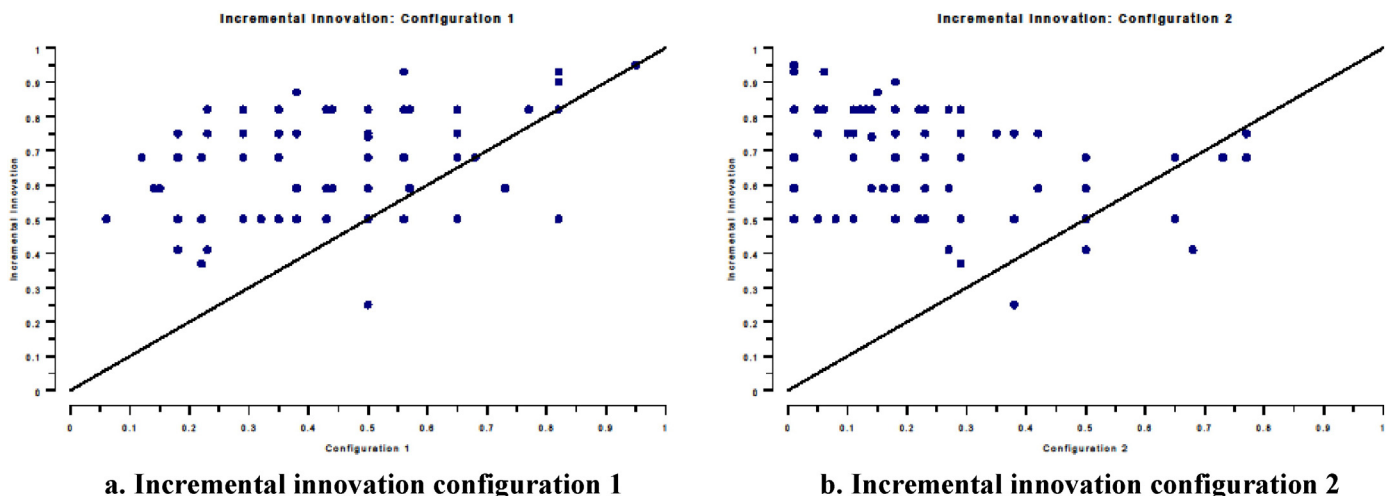 Incremental Innovation: Configuration 1
1
0.9
0.8
0.7
0.6
0.5
0.4
0.3
0.2
0.1
0
Incremental Innovation
0 0.1 0.2 0.3 0.4 0.5 0.6 0.7 0.8 0.9 1
Configuration 1
a. Incremental innovation configuration 1
Incremental Innovation: Configuration 2
1
0.9
0.8
0.7
0.6
0.5
0.4
0.3
0.2
0.1
0
Incremental Innovation
0 0.1 0.2 0.3 0.4 0.5 0.6 0.7 0.8 0.9 1
Configuration 2
b. Incremental innovation configuration 2